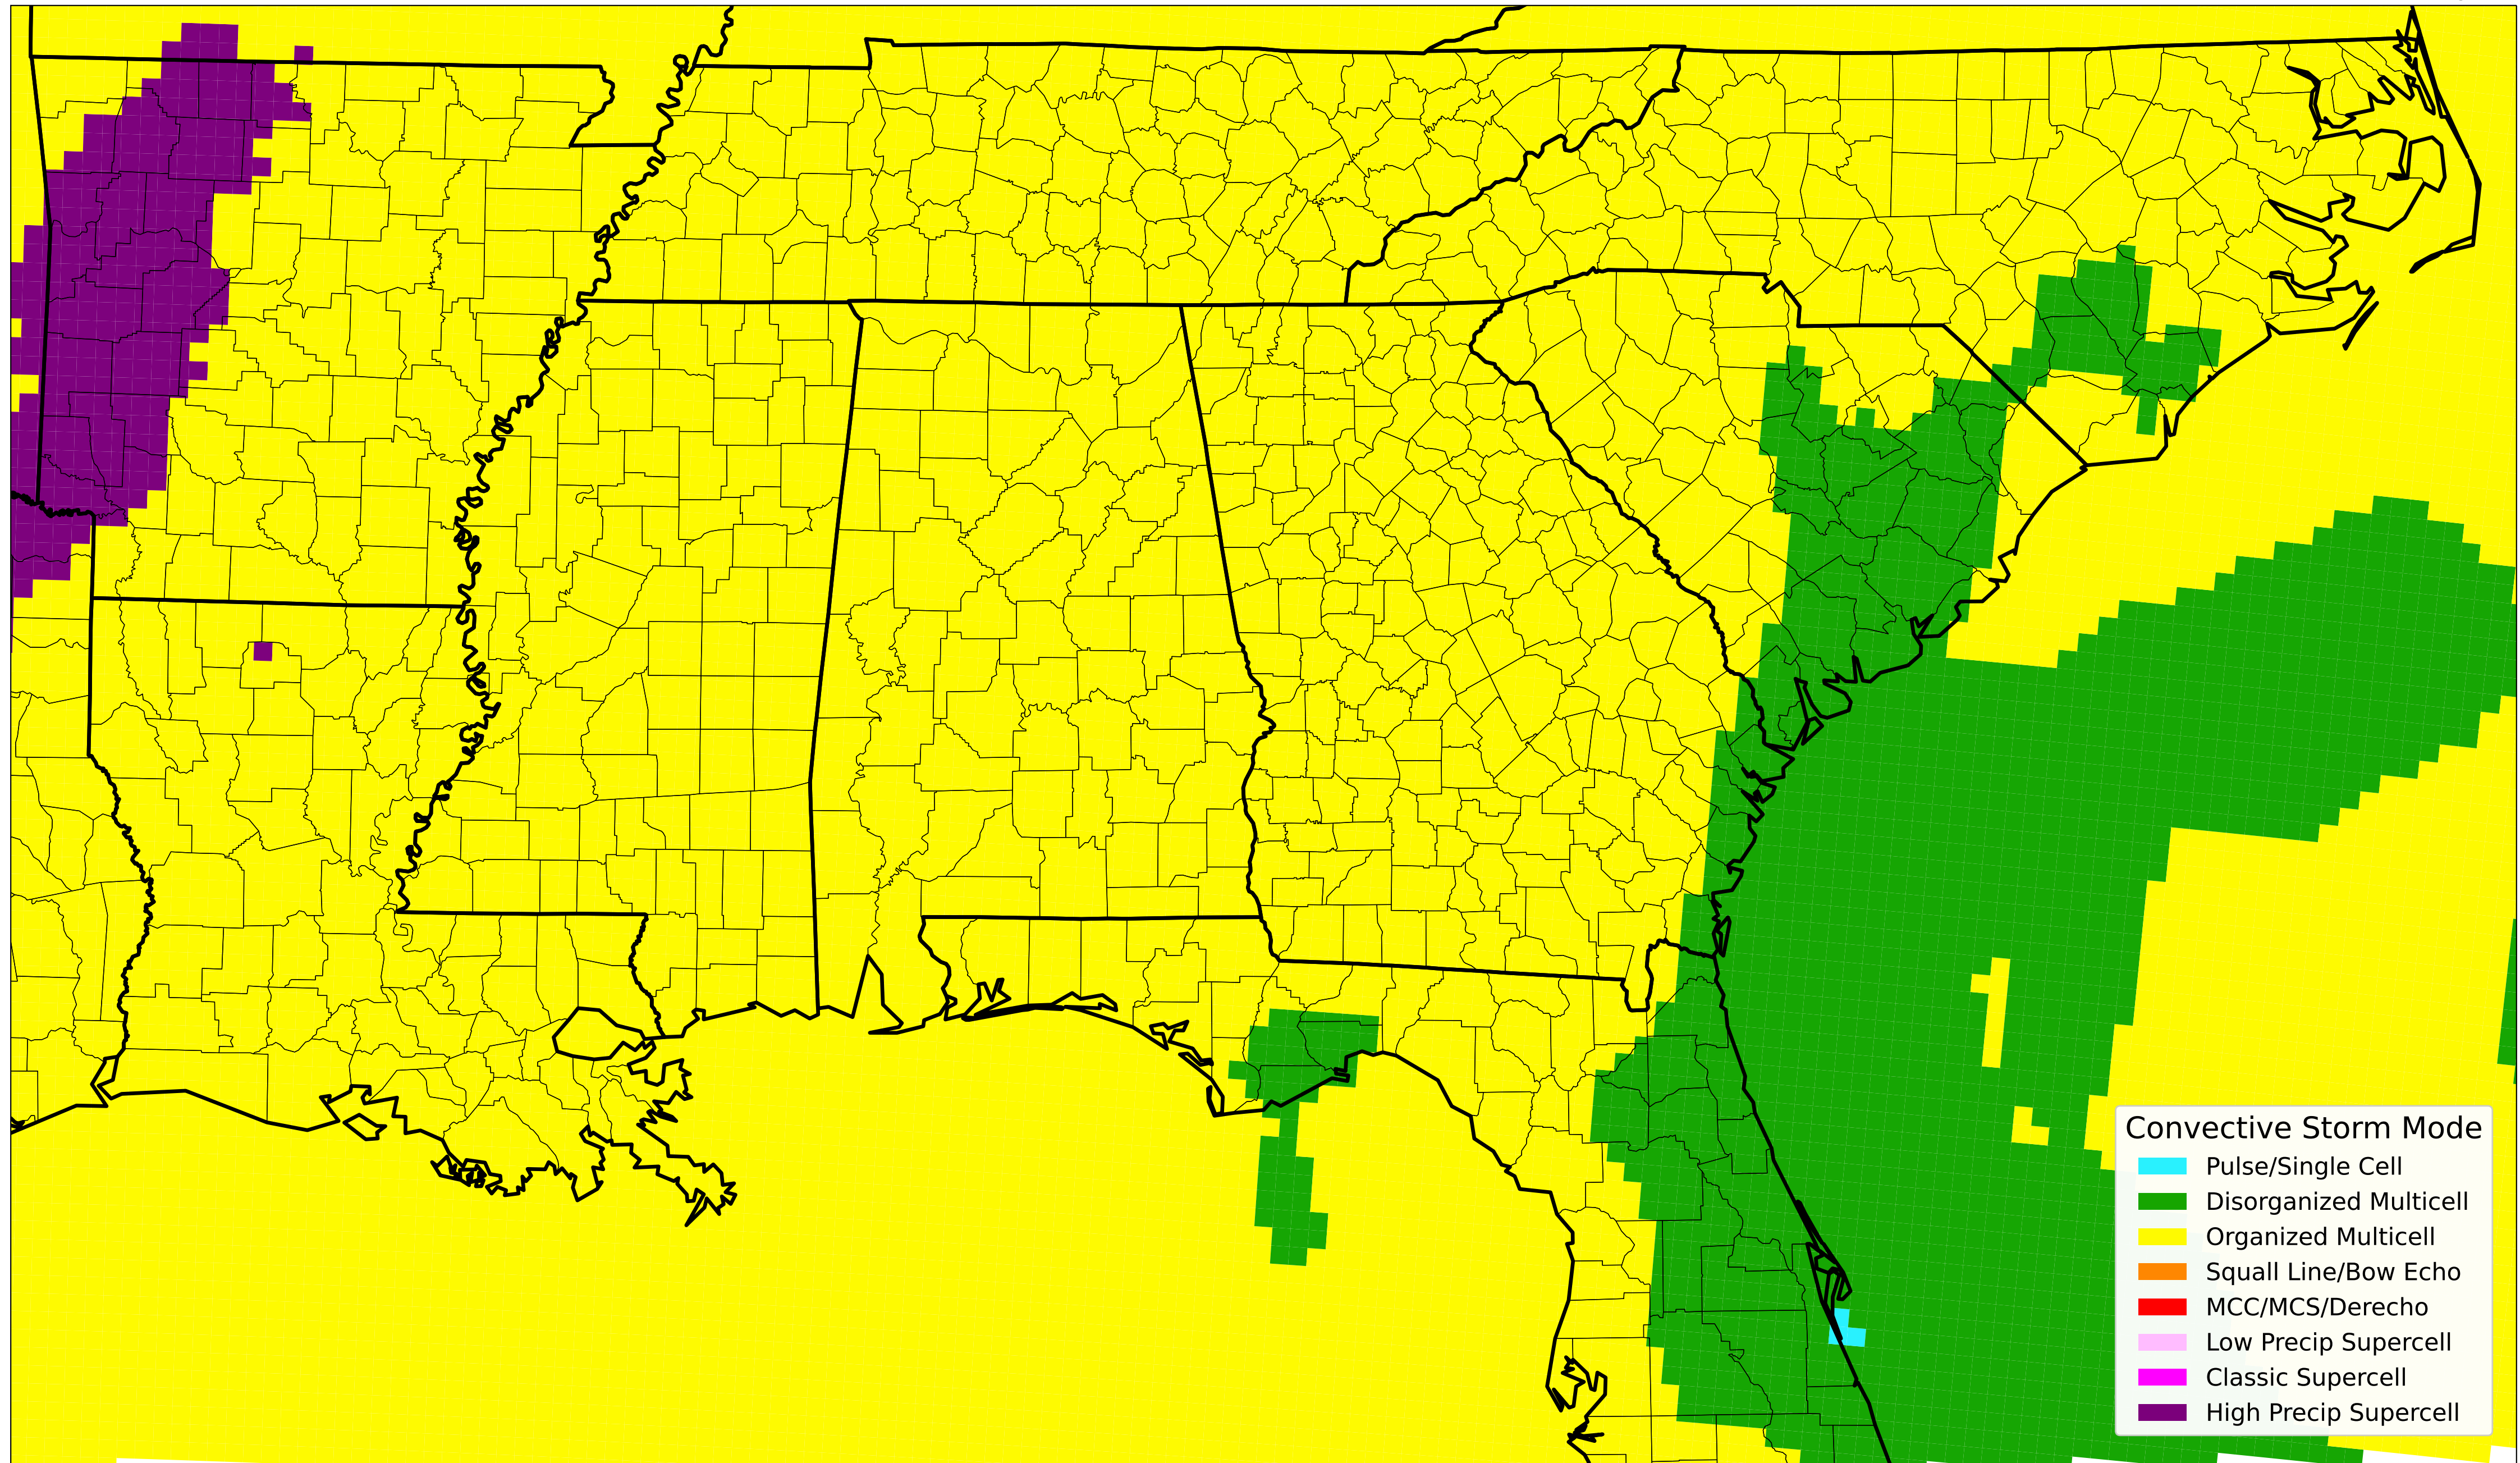 Convective Storm Mode
Pulse/Single Cell
Disorganized Multicell
Organized Multicell
Squall Line/Bow Echo
MCC/MCS/Derecho
Low Precip Supercell
Classic Supercell
High Precip Supercell